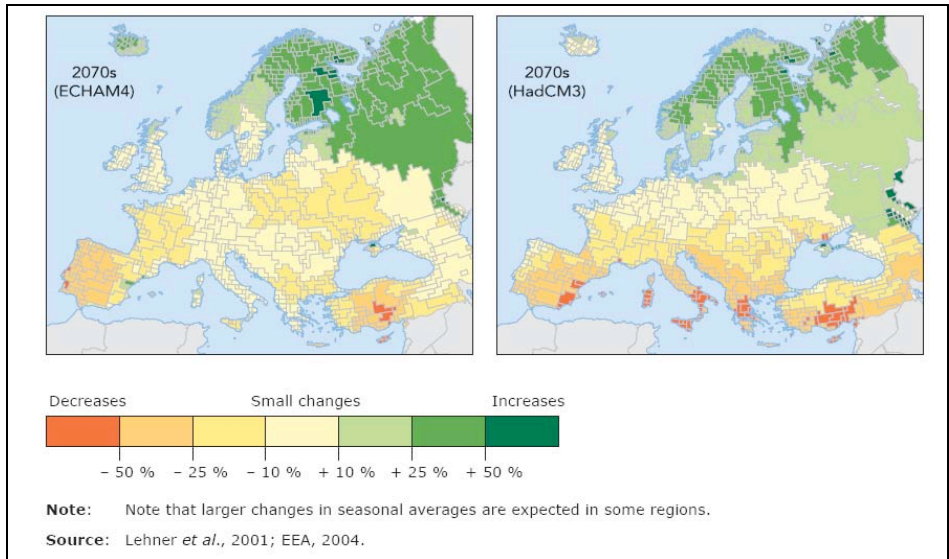 2070s
(ECHAM4)
2070s
(HadCM3)
Decreases Small changes Increases
– 50 % – 25 % – 10 % + 10 % + 25 % + 50 %
Note: Note that larger changes in seasonal averages are expected in some regions.
Source: Lehner et al., 2001; EEA, 2004.